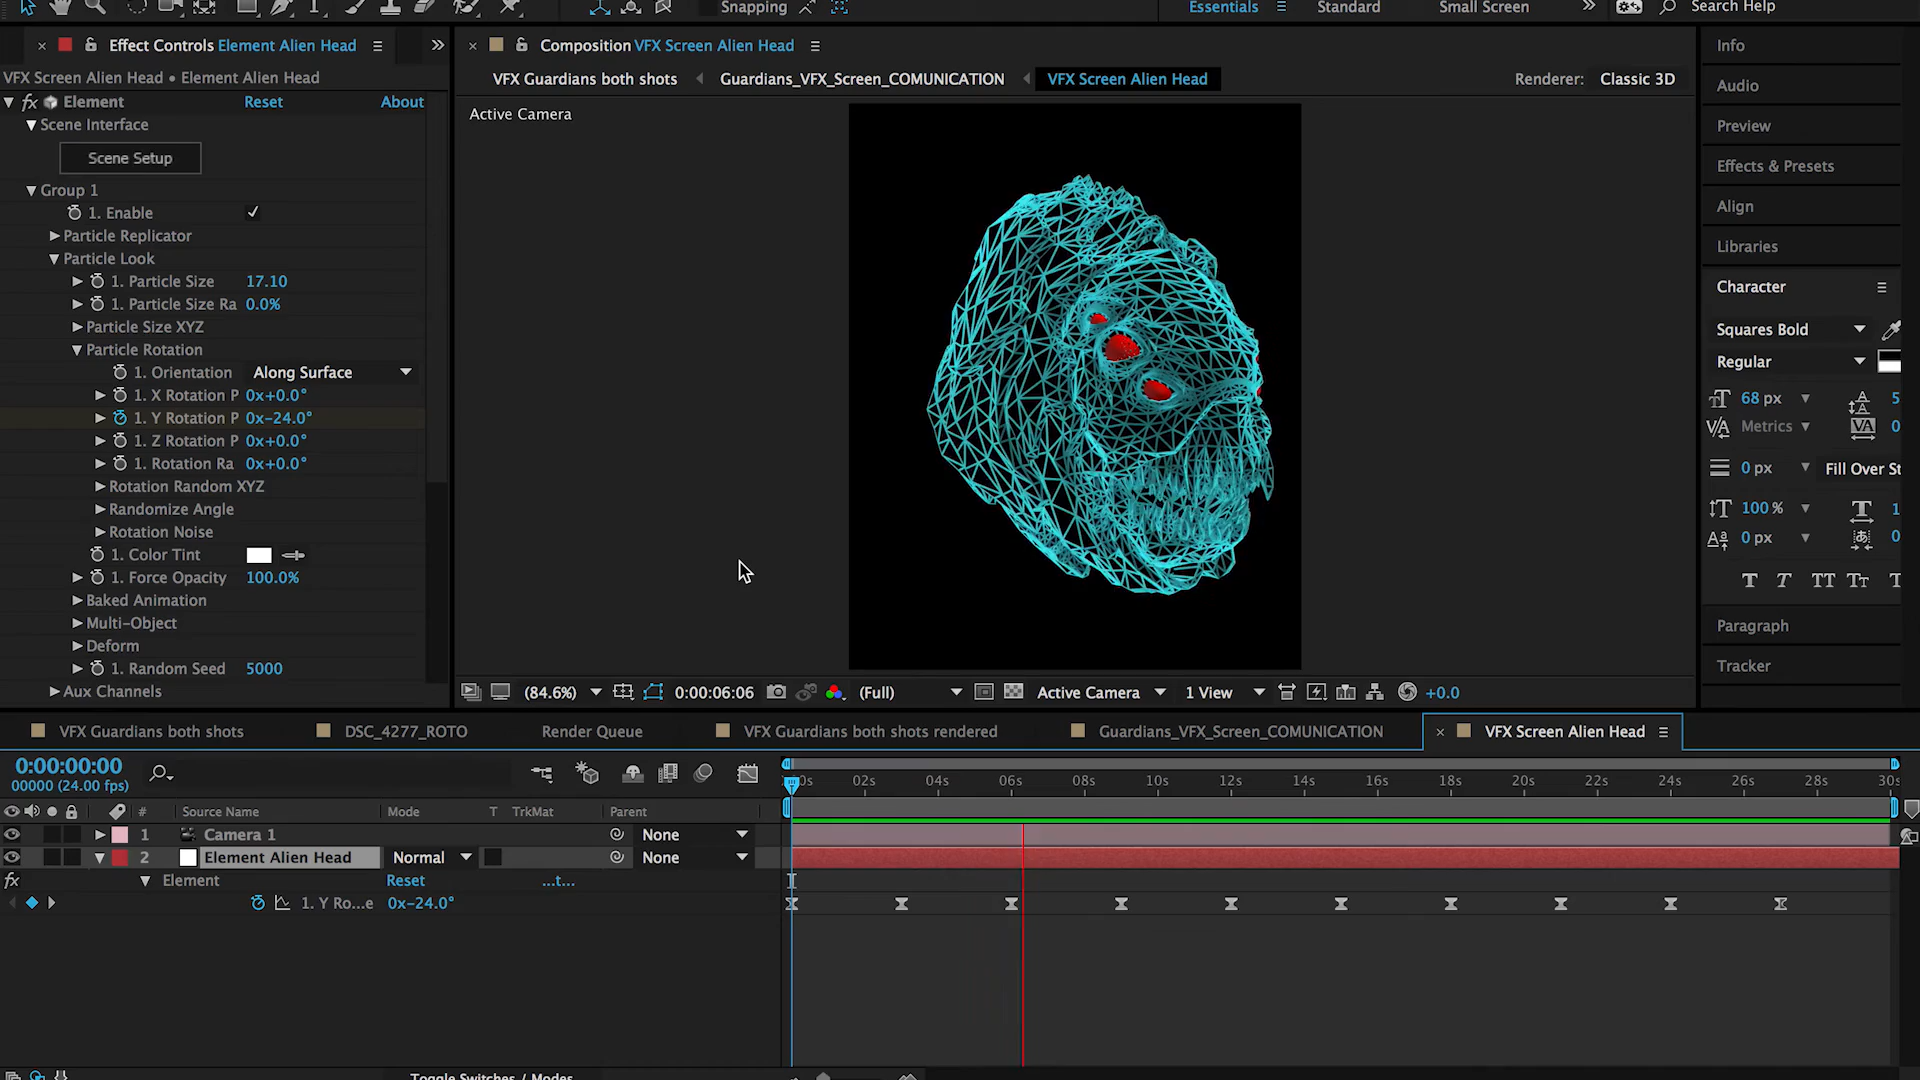 Snapping
Essentials
Standard
Small Screen
Search Help
Effect Controls Element Alien Head
VFX Screen Alien Head • Element Alien Head
Element
Reset
About
Scene Interface
Scene Setup
Group 1
1. Enable
Particle Replicator
Particle Look
1. Particle Size 17.10
1. Particle Size Ra 0.0%
Particle Size XYZ
Particle Rotation
1. Orientation Along Surface
1. X Rotation P 0x+0.0°
1. Y Rotation P 0x-24.0°
1. Z Rotation P 0x+0.0°
1. Rotation Ra 0x+0.0°
Rotation Random XYZ
Randomize Angle
Rotation Noise
1. Color Tint
1. Force Opacity 100.0%
Baked Animation
Multi-Object
Deform
1. Random Seed 5000
Aux Channels
Composition VFX Screen Alien Head
VFX Guardians both shots
Guardians_VFX_Screen_COMUNICATION
VFX Screen Alien Head
Renderer: Classic 3D
Active Camera
(84.6%)
0:00:06:06
(Full)
Active Camera
1 View
+0.0
Info
Audio
Preview
Effects & Presets
Align
Libraries
Character
Squares Bold
Regular
68 px
5
Metrics
0
0 px
Fill Over St
100 %
1
0 px
0
Paragraph
Tracker
VFX Guardians both shots
DSC_4277_ROTO
Render Queue
VFX Guardians both shots rendered
Guardians_VFX_Screen_COMUNICATION
VFX Screen Alien Head
0:00:00:00
00000 (24.00 fps)
02s 04s 06s 08s 10s 12s 14s 16s 18s 20s 22s 24s 26s 28s 30s
# Source Name Mode T TrkMat Parent
1 Camera 1 None
2 Element Alien Head Normal None
fx Element Reset ...t...
1. Y Ro...e 0x-24.0°
Toggle Switches / Modes